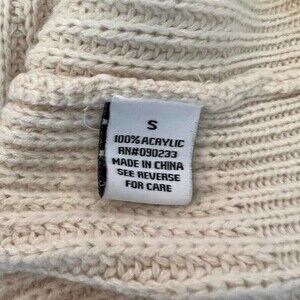 S
100% ACRYLIC
RN#090233
MADE IN CHINA
SEE REVERSE
FOR CARE